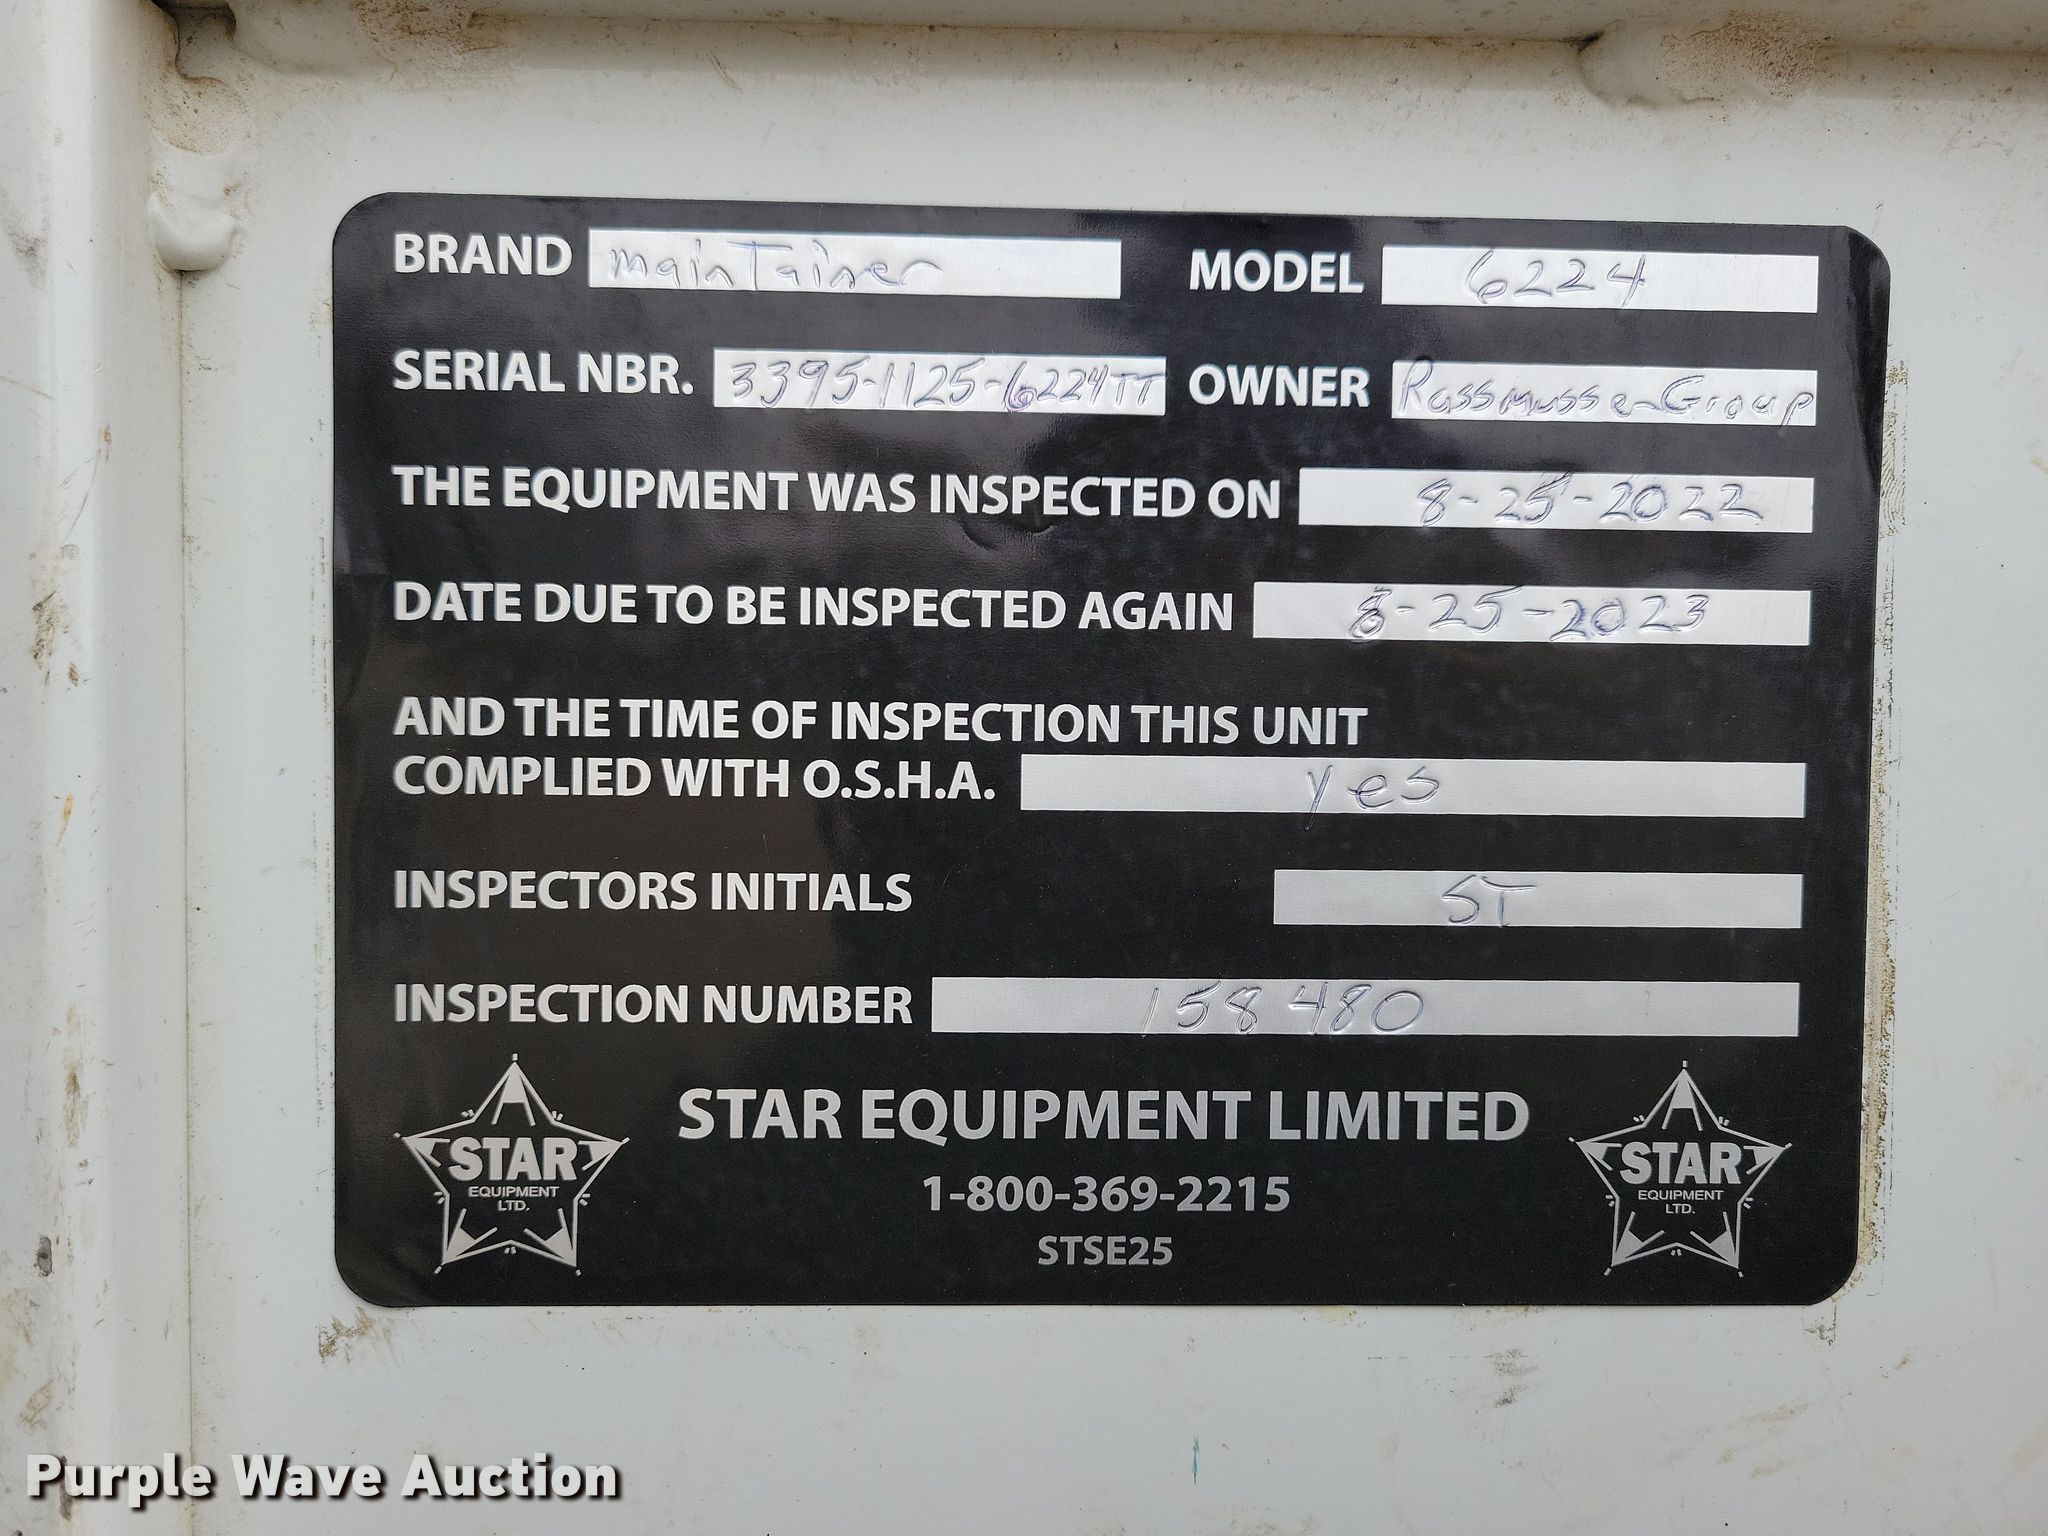 BRAND mainTainer MODEL 6224
SERIAL NBR. 3395-1125-6224TT OWNER Rassmussen Group
THE EQUIPMENT WAS INSPECTED ON 8-25-2022
DATE DUE TO BE INSPECTED AGAIN 8-25-2023
AND THE TIME OF INSPECTION THIS UNIT
COMPLIED WITH O.S.H.A. yes
INSPECTORS INITIALS ST
INSPECTION NUMBER 158480
STAR EQUIPMENT LIMITED
1-800-369-2215
STSE25
STAR
EQUIPMENT
LTD.
STAR
EQUIPMENT
LTD.
Purple Wave Auction